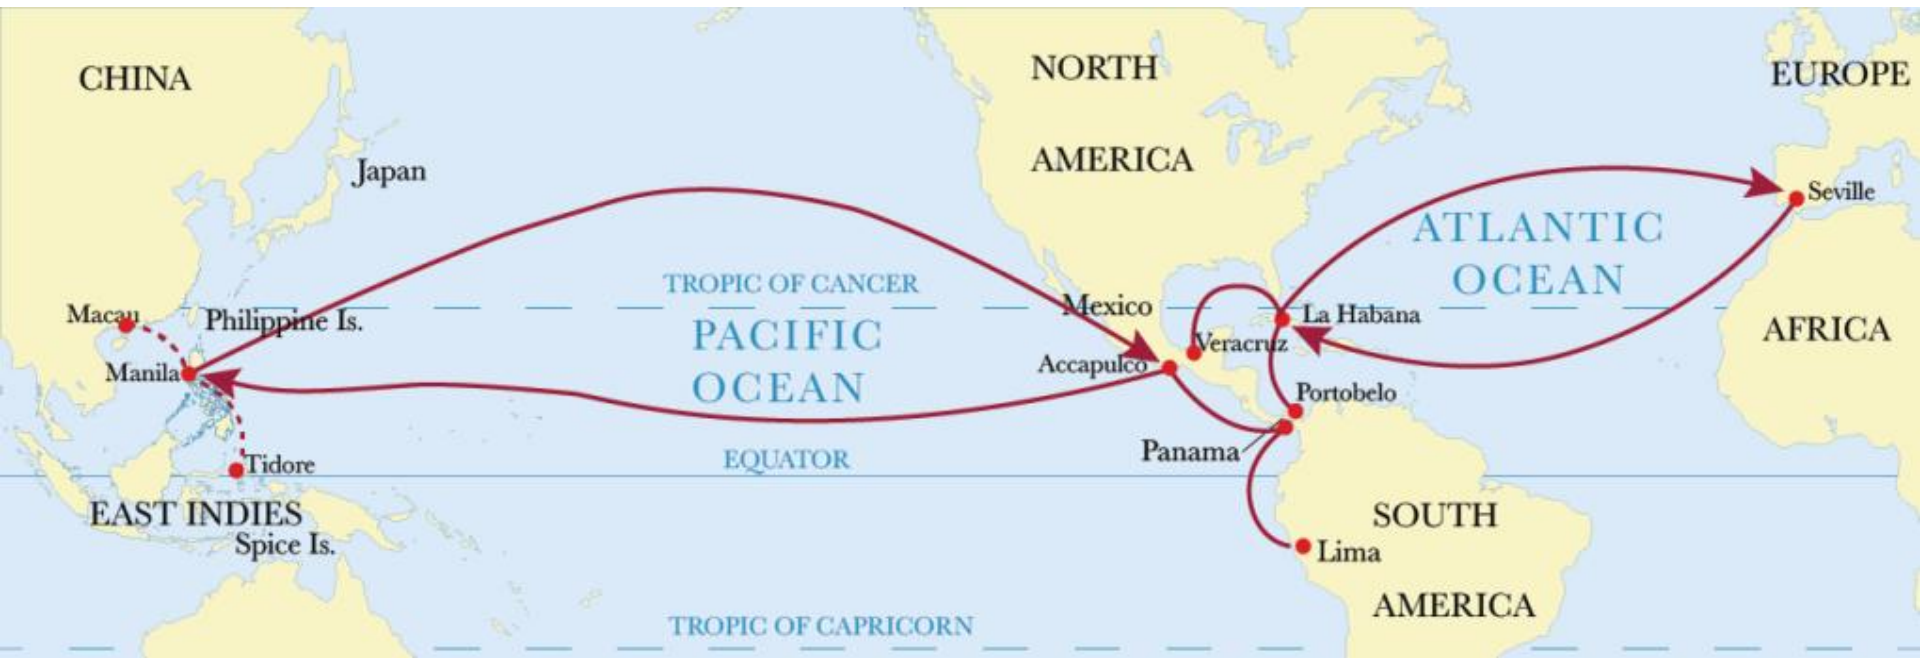 CHINA
NORTH
AMERICA
EUROPE
Japan
Seville
ATLANTIC
OCEAN
TROPIC OF CANCER
Mexico
Macau
Philippine Is.
La Habana
AFRICA
PACIFIC
OCEAN
Veracruz
Accapulco
Manila
Portobelo
Panama
EQUATOR
Tidore
EAST INDIES
Spice Is.
SOUTH
AMERICA
Lima
TROPIC OF CAPRICORN